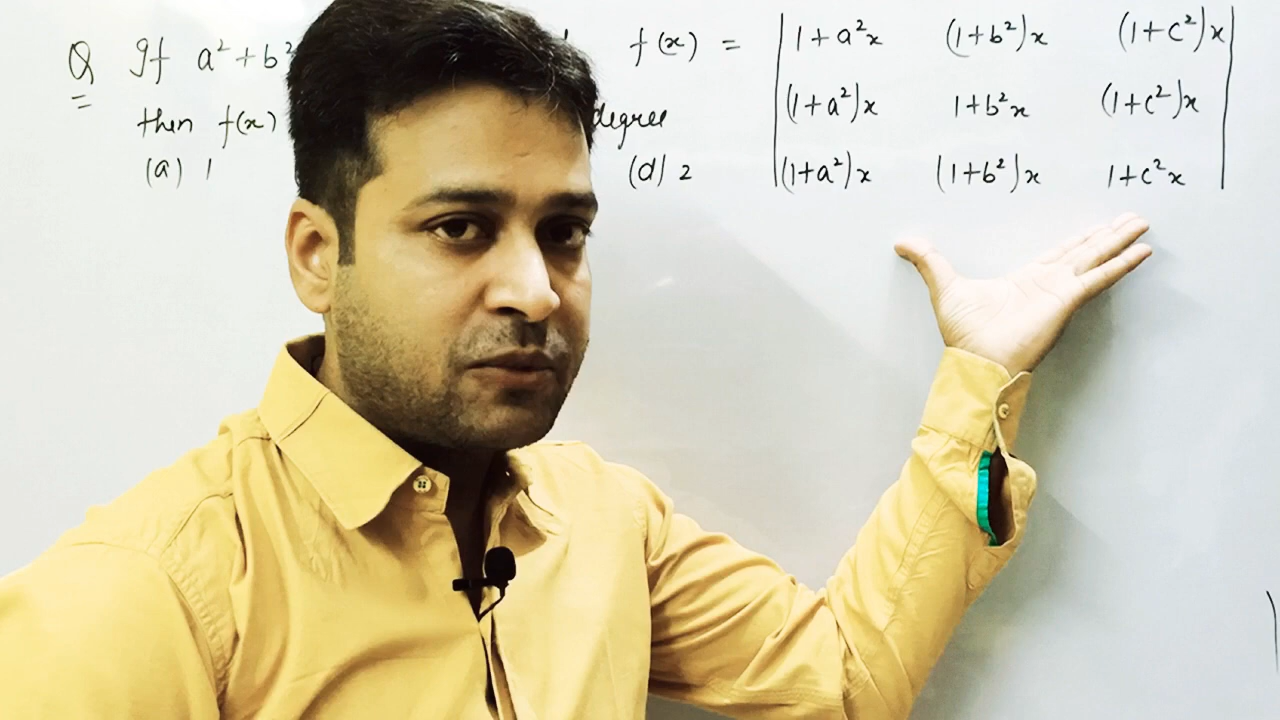 Q If a²+b² f(x) = | 1+a²x (1+b²)x (1+c²)x |
then f(x) degree | (1+a²)x 1+b²x (1+c²)x |
(a) 1 (d) 2 | (1+a²)x (1+b²)x 1+c²x |